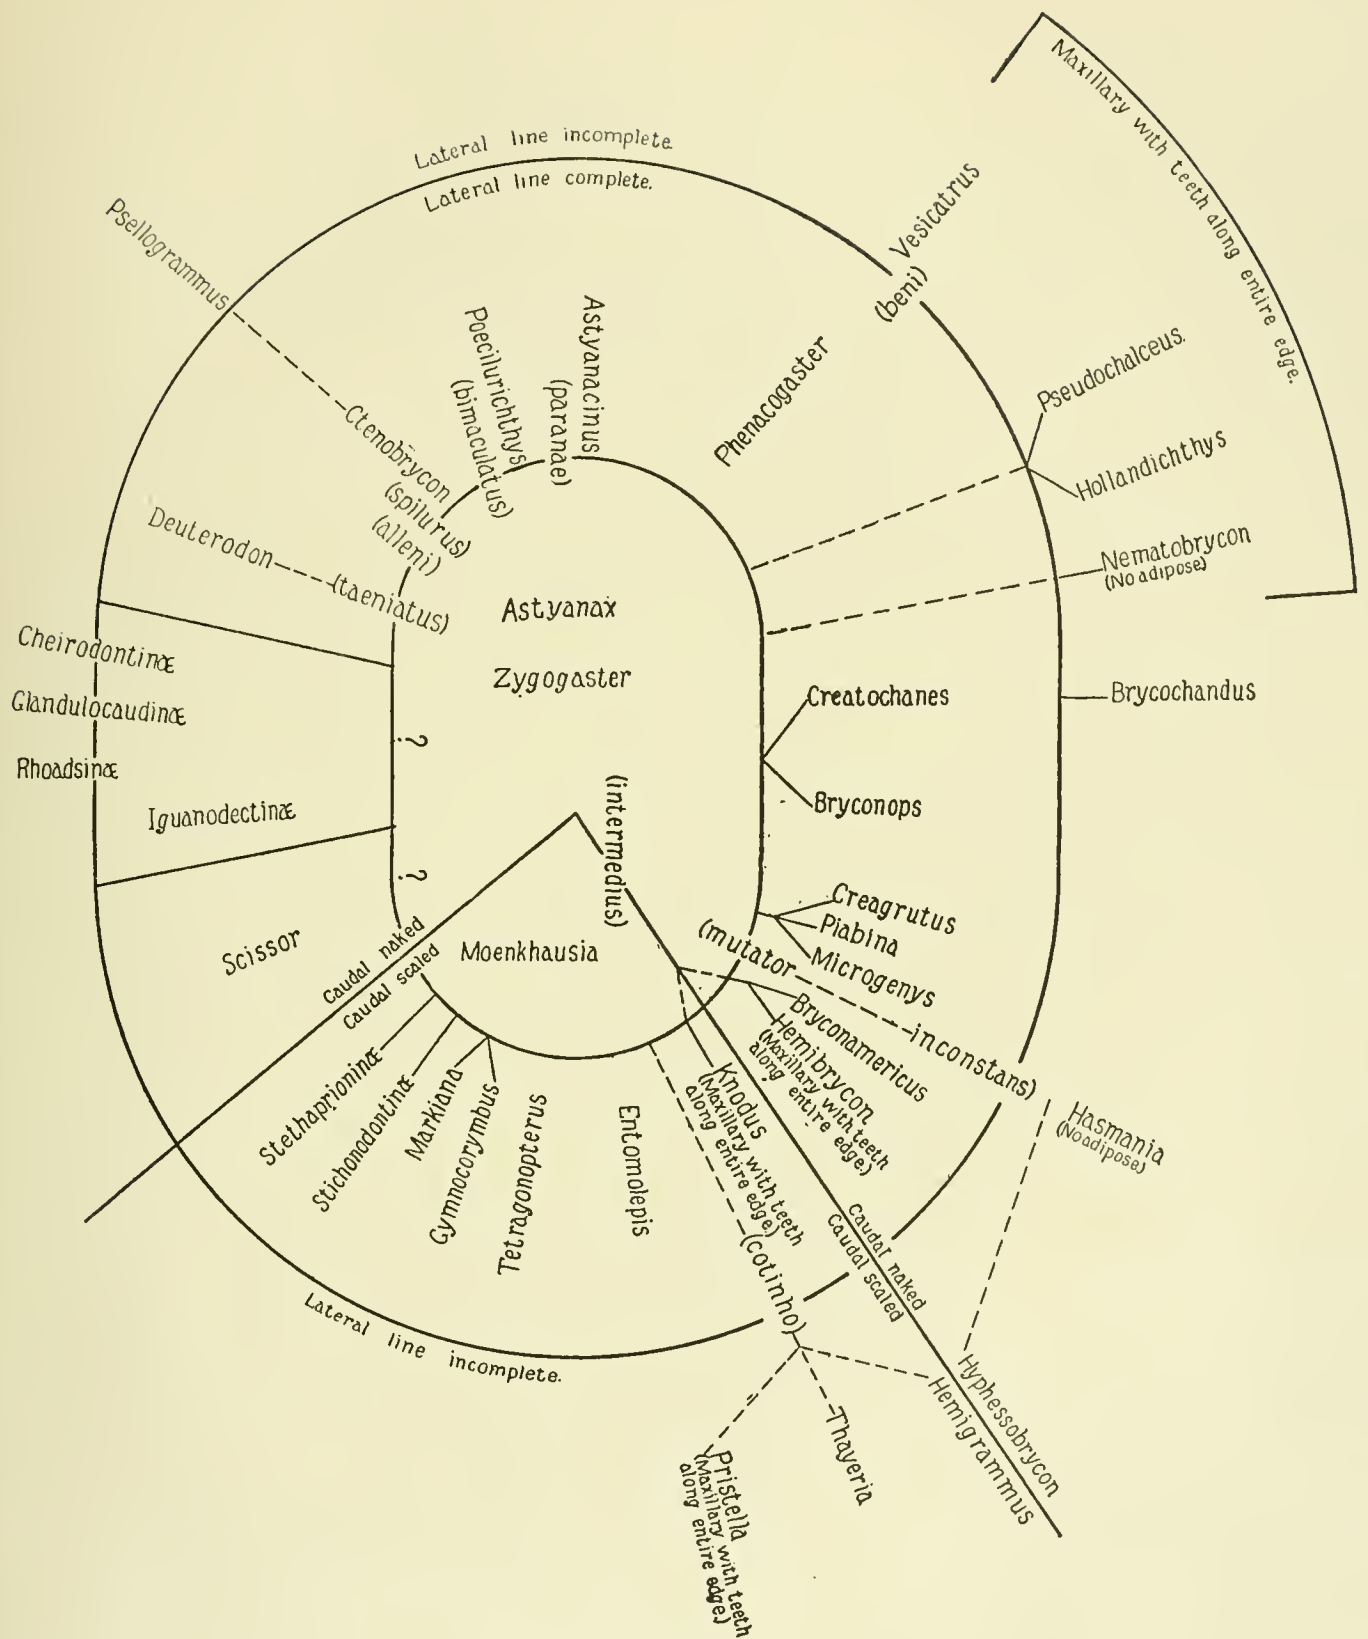 Maxillary with teeth along entire edge.
Lateral line incomplete.
Lateral line complete.
Vesicatrus
(beni)
Psellogrammus
Astyanacinus
(paranae)
Poecilurichthys
(bimaculatus)
Phenacogaster
Pseudochalceus.
Hollandichthys
Ctenobrycon
(spilurus)
(alleni)
Deuterodon
(taeniatus)
Nematobrycon
(No adipose)
Astyanax
Zygogaster
Cheirodontinæ
Glandulocaudinæ
Rhoadsinæ
Iguanodectinæ
?
?
Creatochanes
Brycochandus
Bryconops
(intermedius)
Creagrutus
Piabina
Microgenys
(mutator
inconstans)
Scissor
Caudal naked
Caudal scaled
Moenkhausia
Bryconamericus
Hemibrycon
(Maxillary with teeth
along entire edge.)
Knodus
(Maxillary with teeth
along entire edge.)
Stethaprioninæ
Stichonodontinæ
Markiana
Gymnocorymbus
Tetragonopterus
Entomolepis
Hasmania
(No adipose)
(cotinho)
Caudal naked
Caudal scaled
Lateral line incomplete.
Hyphessobrycon
Hemigrammus
Thayeria
Pristella
(Maxillary with teeth
along entire edge.)